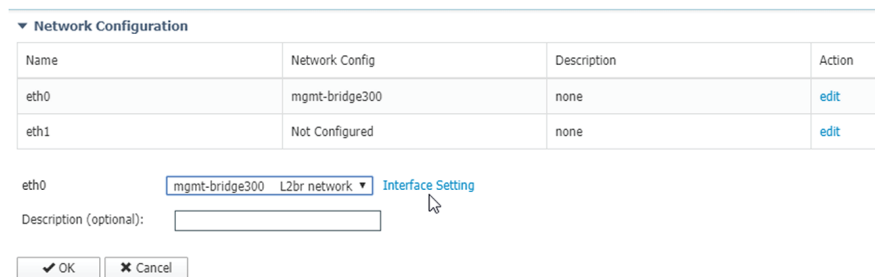 Network Configuration
Name Network Config Description Action
eth0 mgmt-bridge300 none edit
eth1 Not Configured none edit
eth0 mgmt-bridge300 L2br network Interface Setting
Description (optional):
OK Cancel